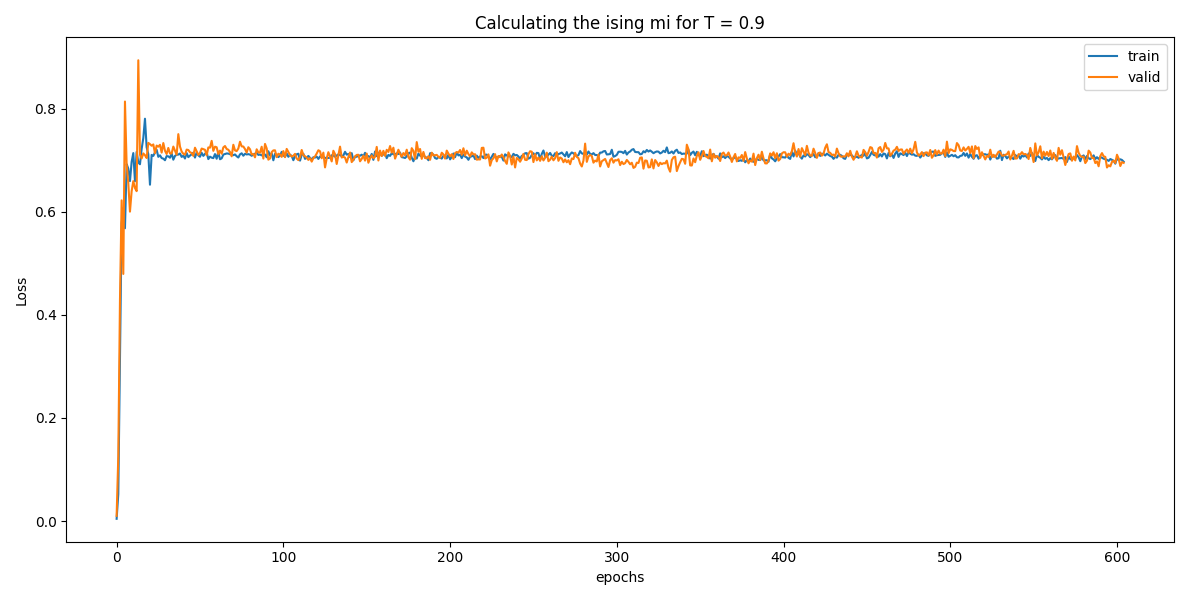 Calculating the ising mi for T = 0.9
train
valid
0.8
0.6
0.4
0.2
0.0
Loss
0 100 200 300 400 500 600
epochs